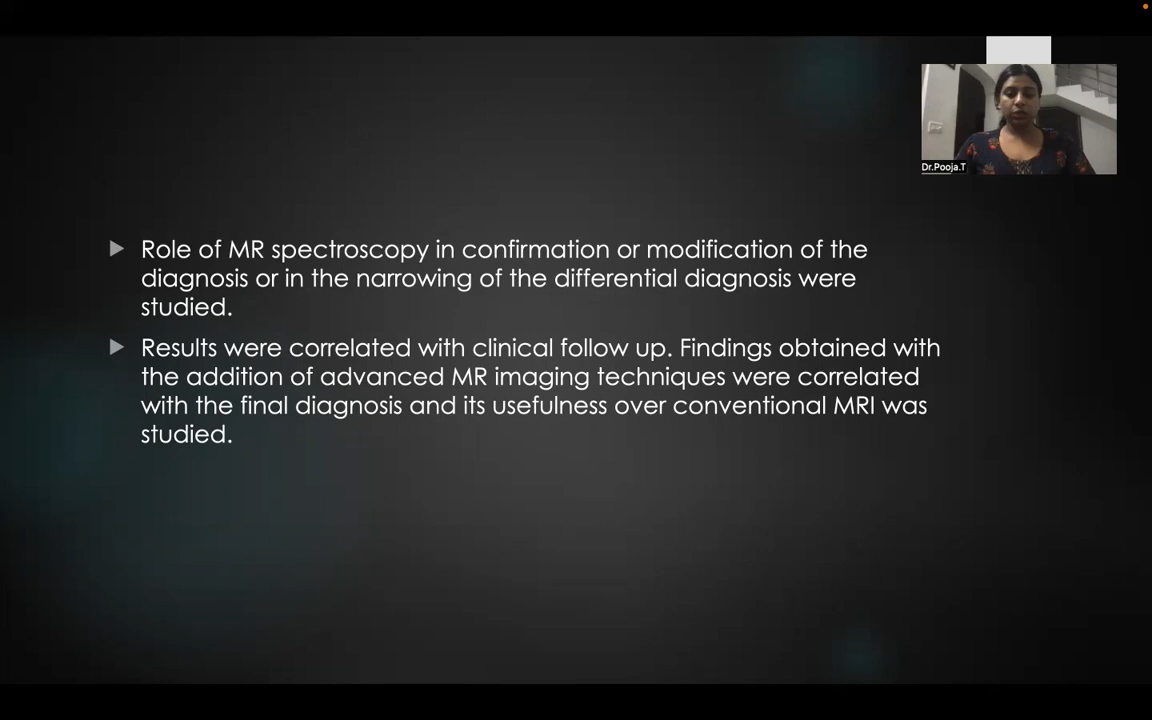 Dr.Pooja.T
Role of MR spectroscopy in confirmation or modification of the
diagnosis or in the narrowing of the differential diagnosis were
studied.
Results were correlated with clinical follow up. Findings obtained with
the addition of advanced MR imaging techniques were correlated
with the final diagnosis and its usefulness over conventional MRI was
studied.